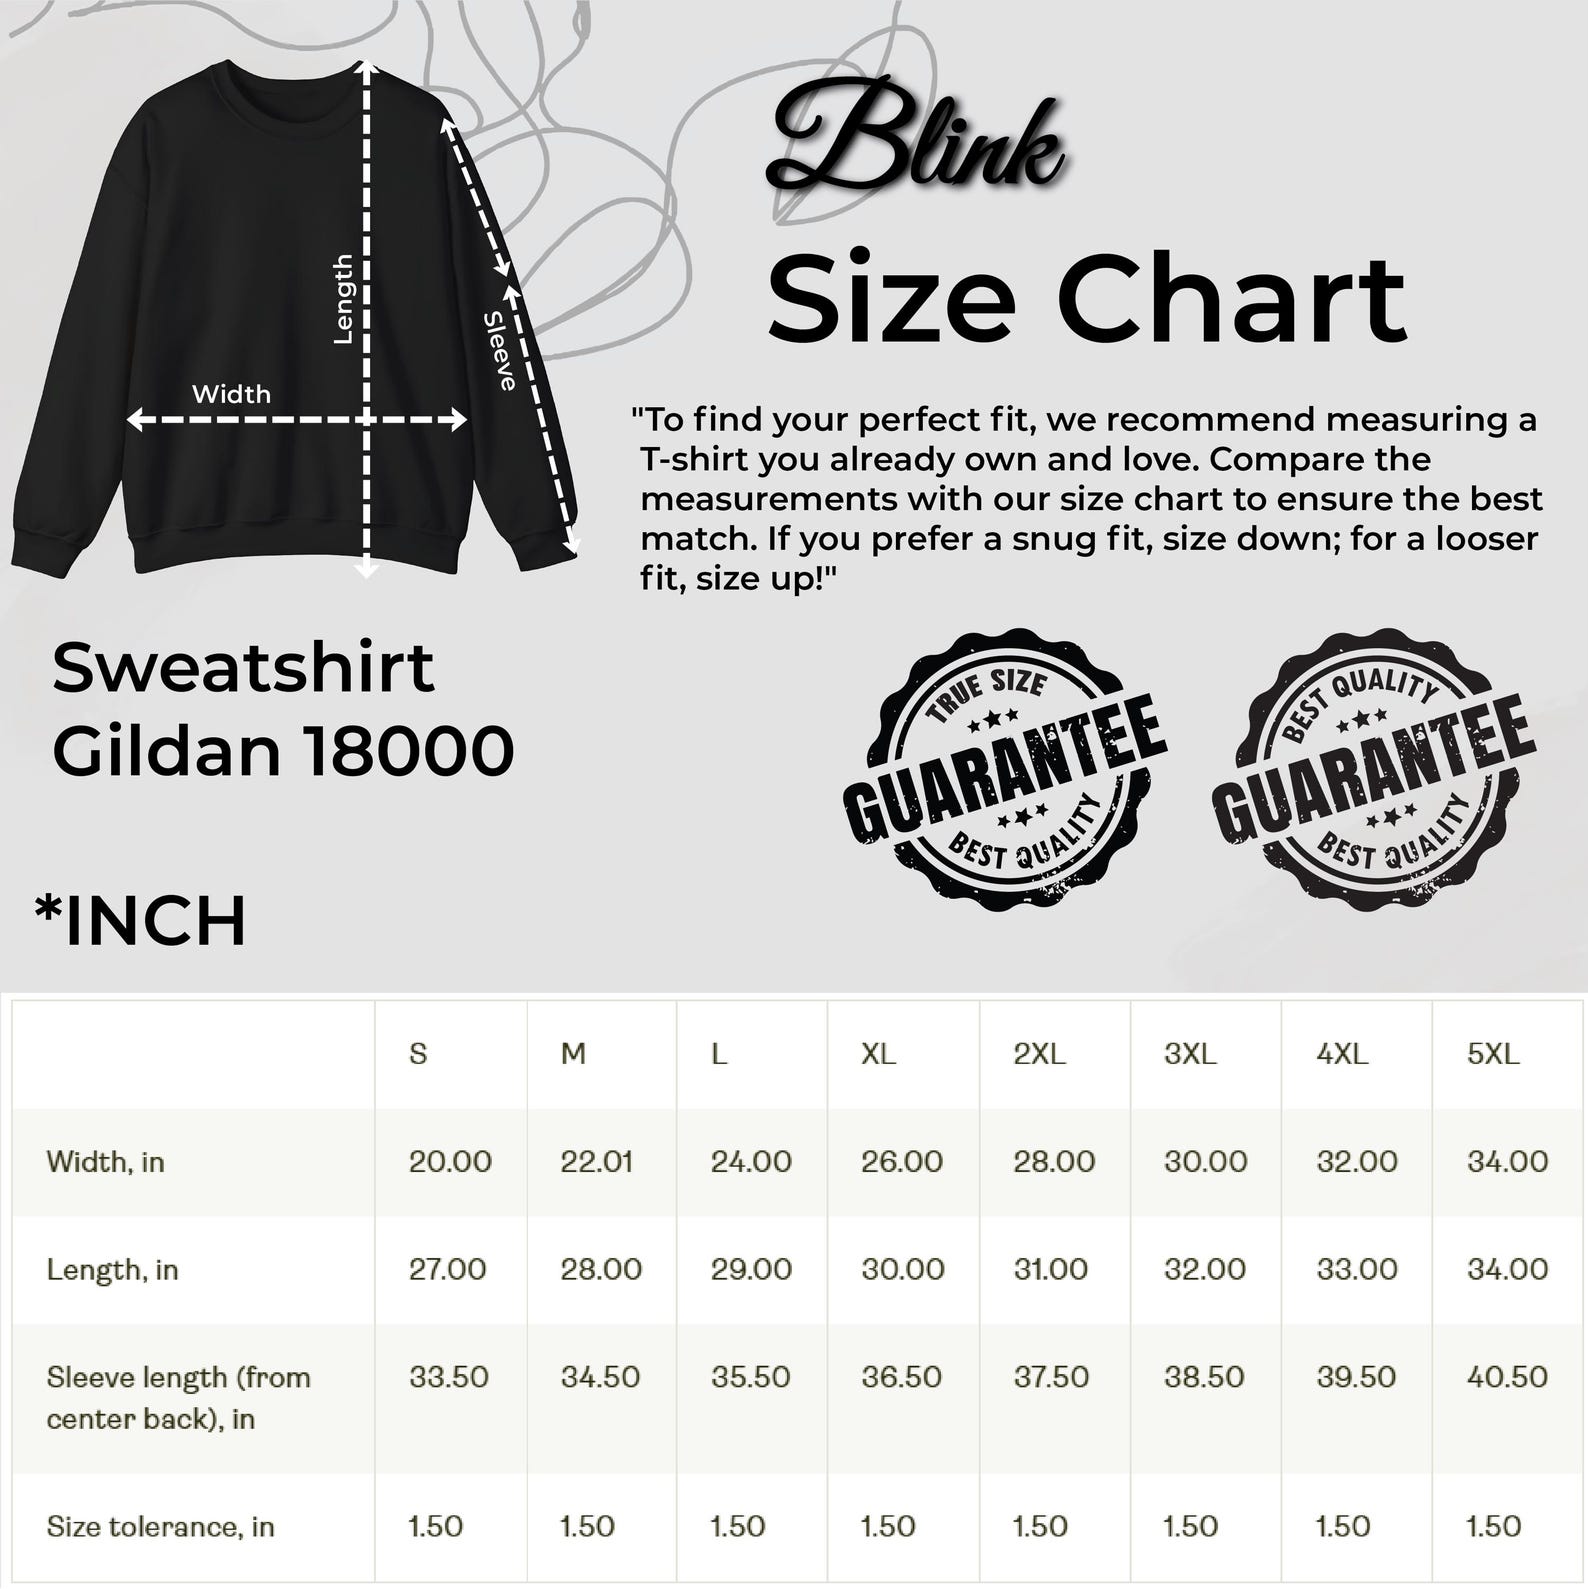 Blink
Size Chart
Length
Sleeve
Width
"To find your perfect fit, we recommend measuring a
T-shirt you already own and love. Compare the
measurements with our size chart to ensure the best
match. If you prefer a snug fit, size down; for a looser
fit, size up!"
Sweatshirt
Gildan 18000
TRUE SIZE
GUARANTEE
BEST QUALITY
BEST QUALITY
GUARANTEE
BEST QUALITY
*INCH
S M L XL 2XL 3XL 4XL 5XL
Width, in 20.00 22.01 24.00 26.00 28.00 30.00 32.00 34.00
Length, in 27.00 28.00 29.00 30.00 31.00 32.00 33.00 34.00
Sleeve length (from 33.50 34.50 35.50 36.50 37.50 38.50 39.50 40.50
center back), in
Size tolerance, in 1.50 1.50 1.50 1.50 1.50 1.50 1.50 1.50